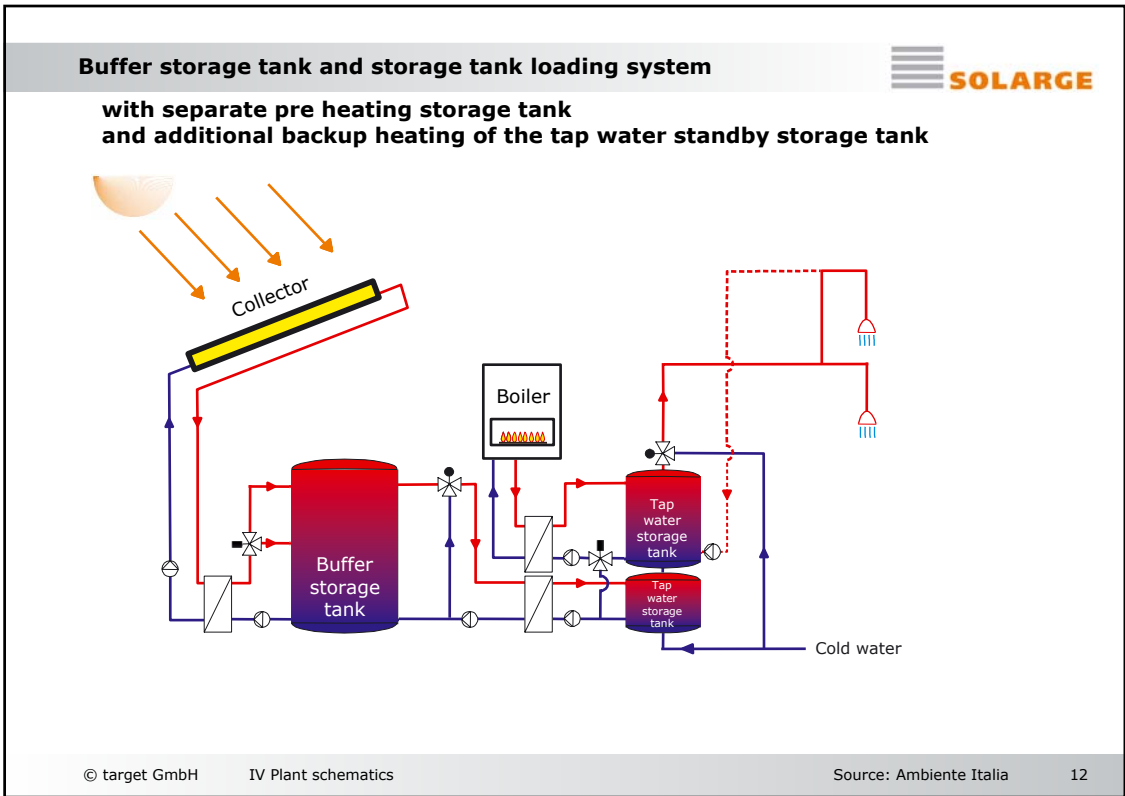 Buffer storage tank and storage tank loading system
SOLARGE
with separate pre heating storage tank
and additional backup heating of the tap water standby storage tank
Collector
Boiler
Buffer
storage
tank
Tap
water
storage
tank
Tap
water
storage
tank
Cold water
© target GmbH IV Plant schematics Source: Ambiente Italia 12